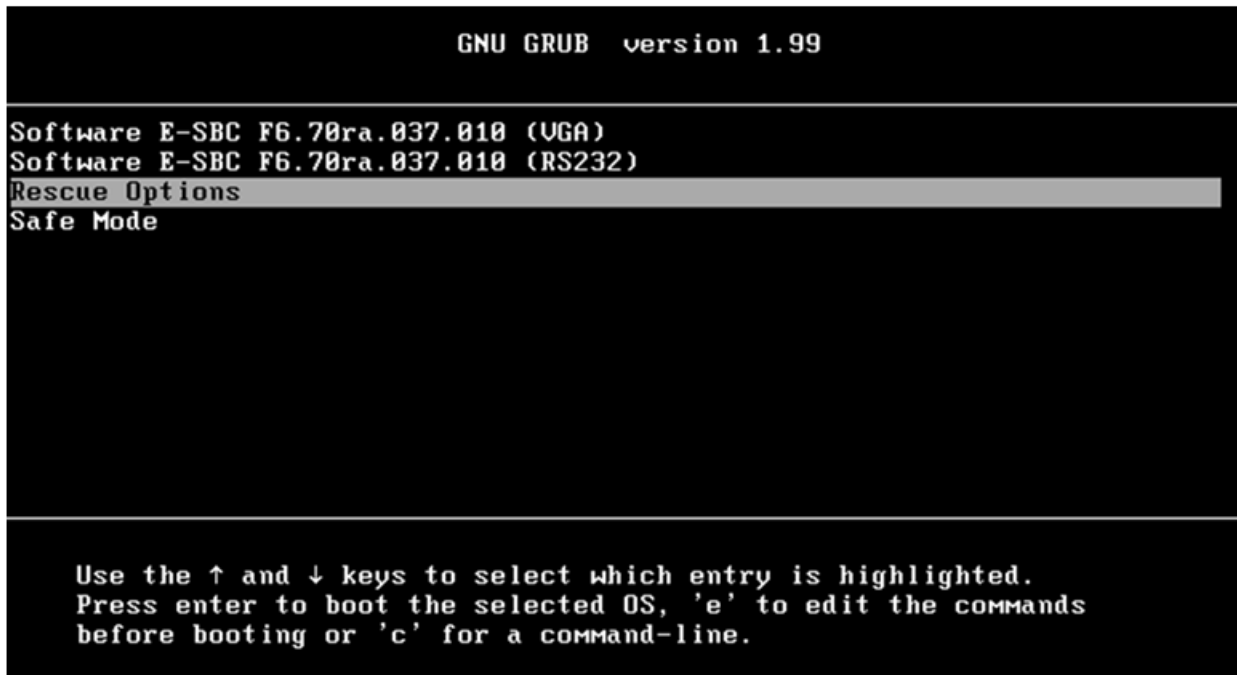 GNU GRUB version 1.99
Software E-SBC F6.70ra.037.010 (VGA)
Software E-SBC F6.70ra.037.010 (RS232)
Rescue Options
Safe Mode
Use the ↑ and ↓ keys to select which entry is highlighted.
Press enter to boot the selected OS, 'e' to edit the commands
before booting or 'c' for a command-line.